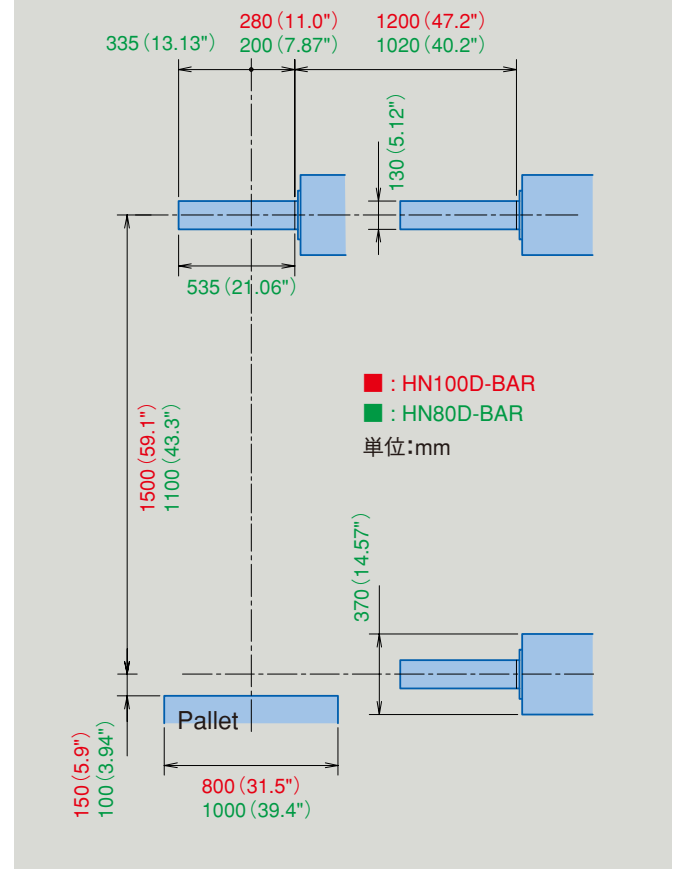 280(11.0") 1200(47.2")
335(13.13") 200(7.87") 1020(40.2")
130(5.12")
535(21.06")
■ : HN100D-BAR
■ : HN80D-BAR
単位:mm
1500(59.1")
1100(43.3")
370(14.57")
Pallet
150(5.9")
100(3.94")
800(31.5")
1000(39.4")